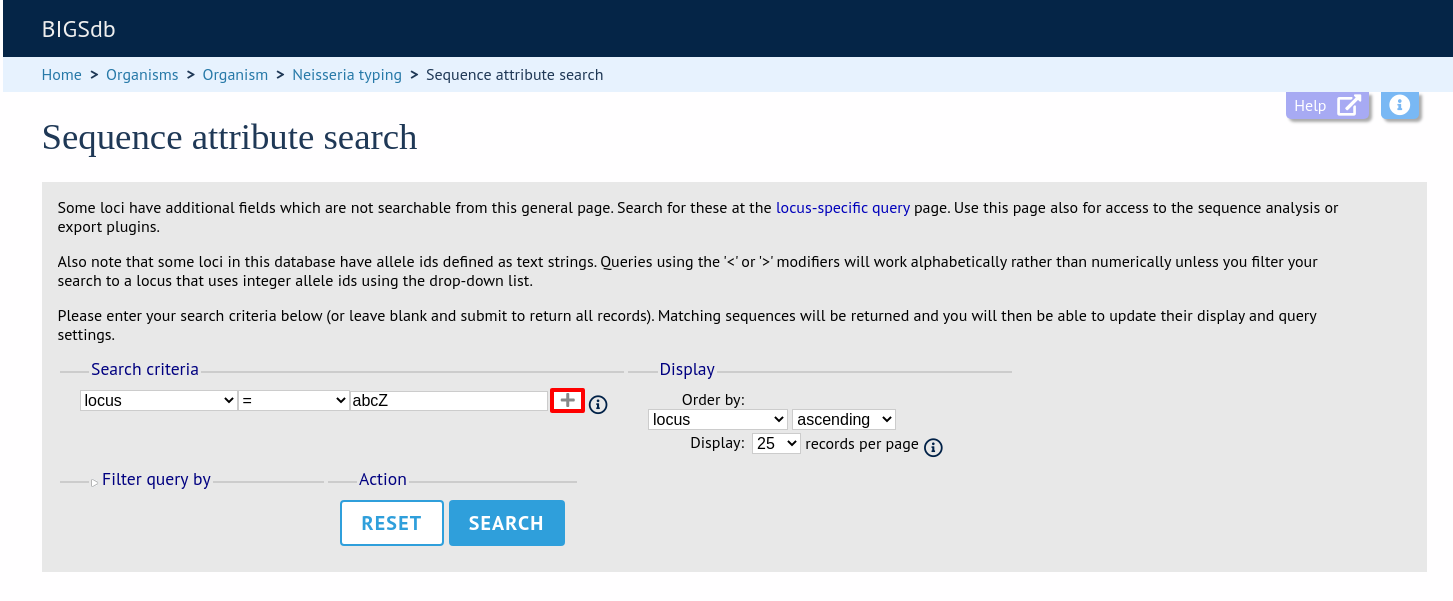 BIGSdb
Home > Organisms > Organism > Neisseria typing > Sequence attribute search
Help
Sequence attribute search
Some loci have additional fields which are not searchable from this general page. Search for these at the locus-specific query page. Use this page also for access to the sequence analysis or
export plugins.
Also note that some loci in this database have allele ids defined as text strings. Queries using the '<' or '>' modifiers will work alphabetically rather than numerically unless you filter your
search to a locus that uses integer allele ids using the drop-down list.
Please enter your search criteria below (or leave blank and submit to return all records). Matching sequences will be returned and you will then be able to update their display and query
settings.
Search criteria
locus = abcZ +
Display
Order by:
locus ascending
Display: 25 records per page
Filter query by
Action
RESET SEARCH